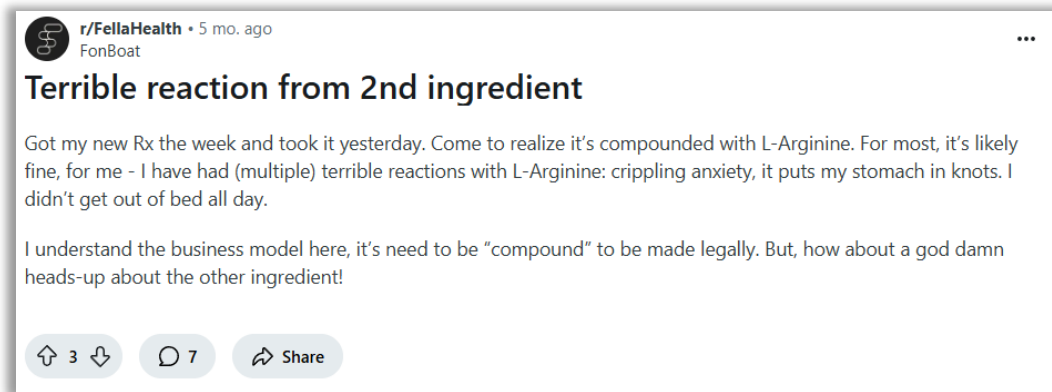 r/FellaHealth • 5 mo. ago
FonBoat
Terrible reaction from 2nd ingredient
Got my new Rx the week and took it yesterday. Come to realize it’s compounded with L-Arginine. For most, it’s likely
fine, for me - I have had (multiple) terrible reactions with L-Arginine: crippling anxiety, it puts my stomach in knots. I
didn’t get out of bed all day.
I understand the business model here, it’s need to be “compound” to be made legally. But, how about a god damn
heads-up about the other ingredient!
3 7 Share